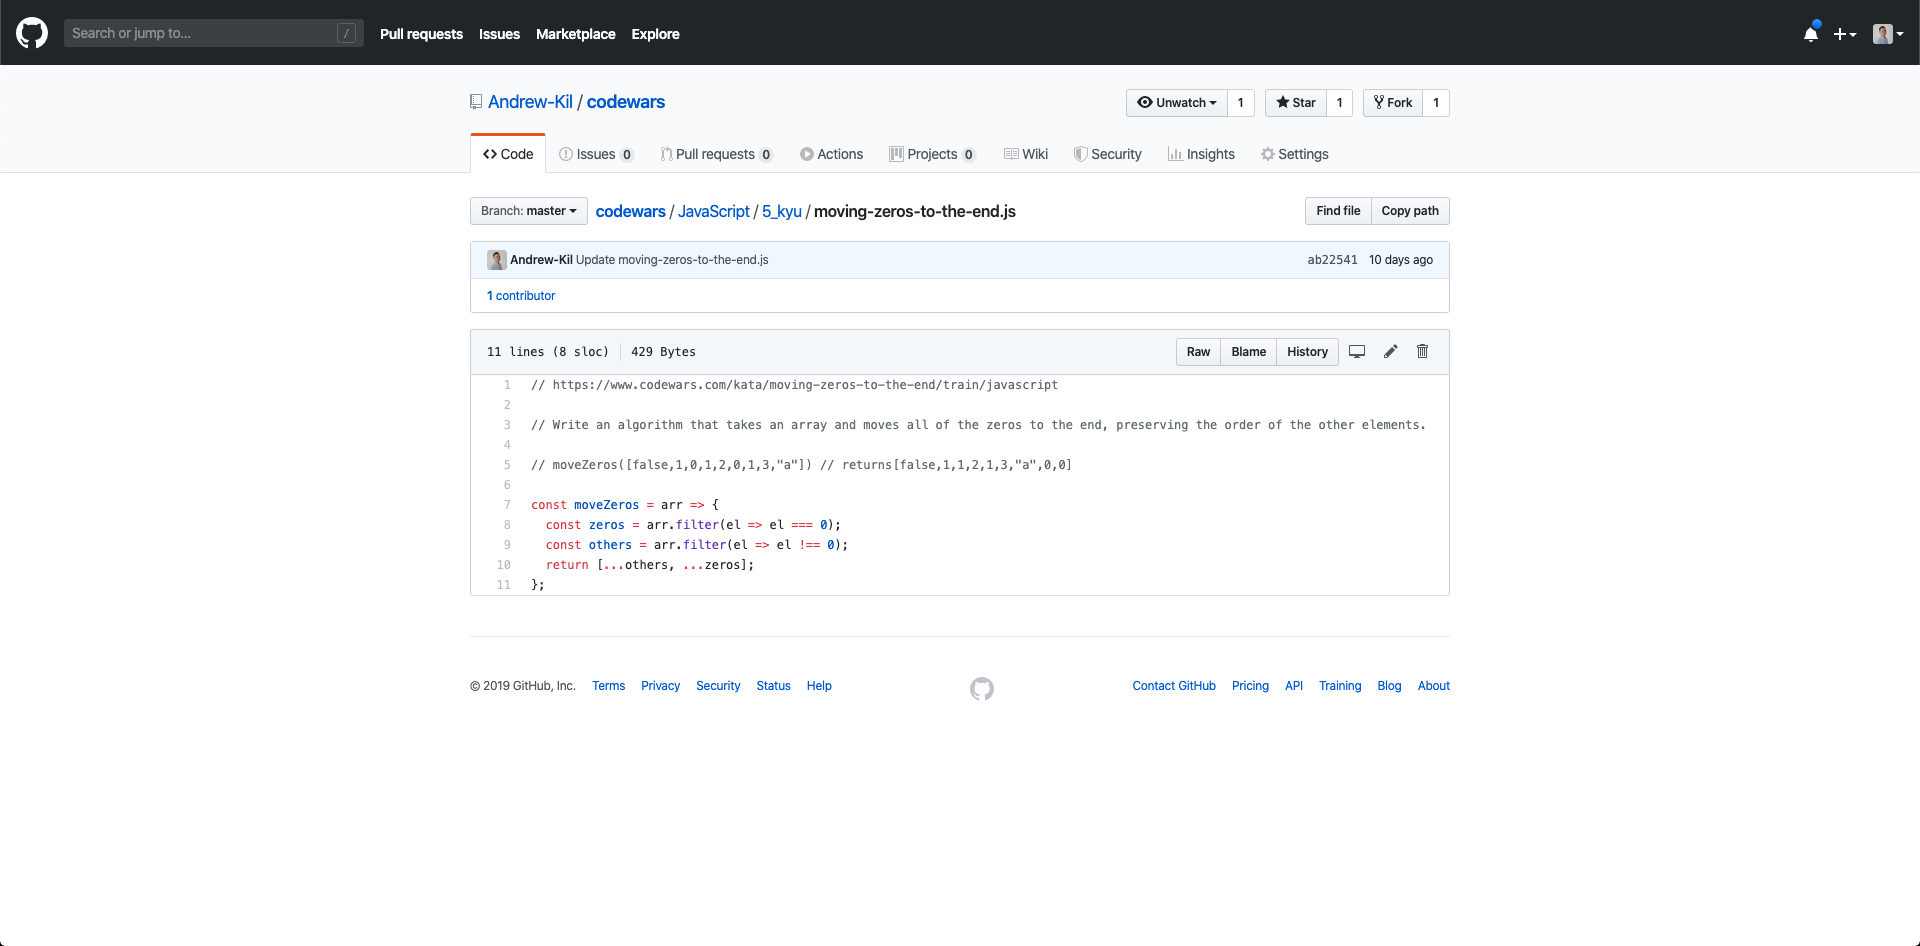 Search or jump to... / Pull requests Issues Marketplace Explore
Andrew-Kil / codewars Unwatch 1 Star 1 Fork 1
Code Issues 0 Pull requests 0 Actions Projects 0 Wiki Security Insights Settings
Branch: master codewars / JavaScript / 5_kyu / moving-zeros-to-the-end.js Find file Copy path
Andrew-Kil Update moving-zeros-to-the-end.js ab22541 10 days ago
1 contributor
11 lines (8 sloc) 429 Bytes Raw Blame History
1 // https://www.codewars.com/kata/moving-zeros-to-the-end/train/javascript
2
3 // Write an algorithm that takes an array and moves all of the zeros to the end, preserving the order of the other elements.
4
5 // moveZeros([false,1,0,1,2,0,1,3,"a"]) // returns[false,1,1,2,1,3,"a",0,0]
6
7 const moveZeros = arr => {
8   const zeros = arr.filter(el => el === 0);
9   const others = arr.filter(el => el !== 0);
10   return [...others, ...zeros];
11 };
© 2019 GitHub, Inc. Terms Privacy Security Status Help Contact GitHub Pricing API Training Blog About